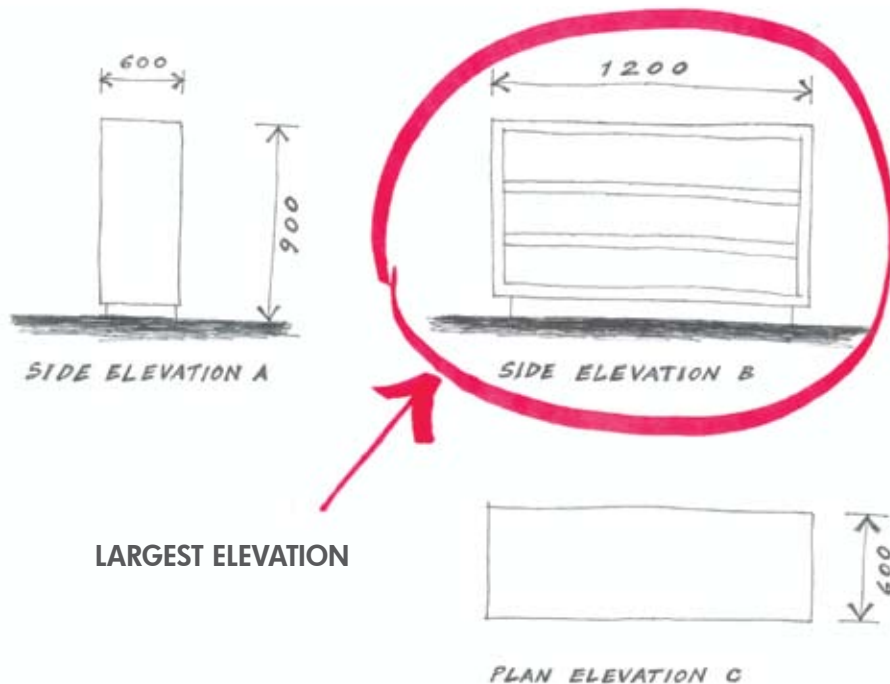 600
1200
900
SIDE ELEVATION A
SIDE ELEVATION B
LARGEST ELEVATION
600
PLAN ELEVATION C